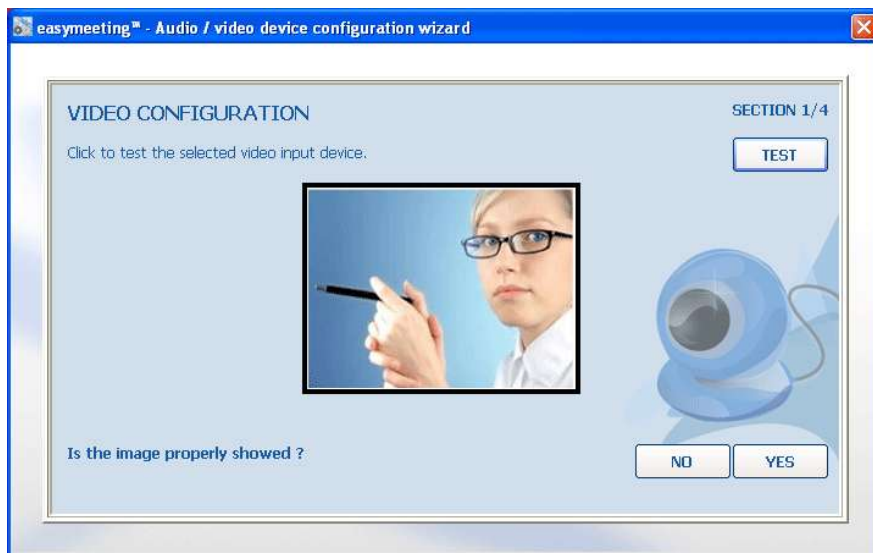 easymeeting™ - Audio / video device configuration wizard
VIDEO CONFIGURATION
SECTION 1/4
Click to test the selected video input device.
TEST
Is the image properly showed ?
NO
YES